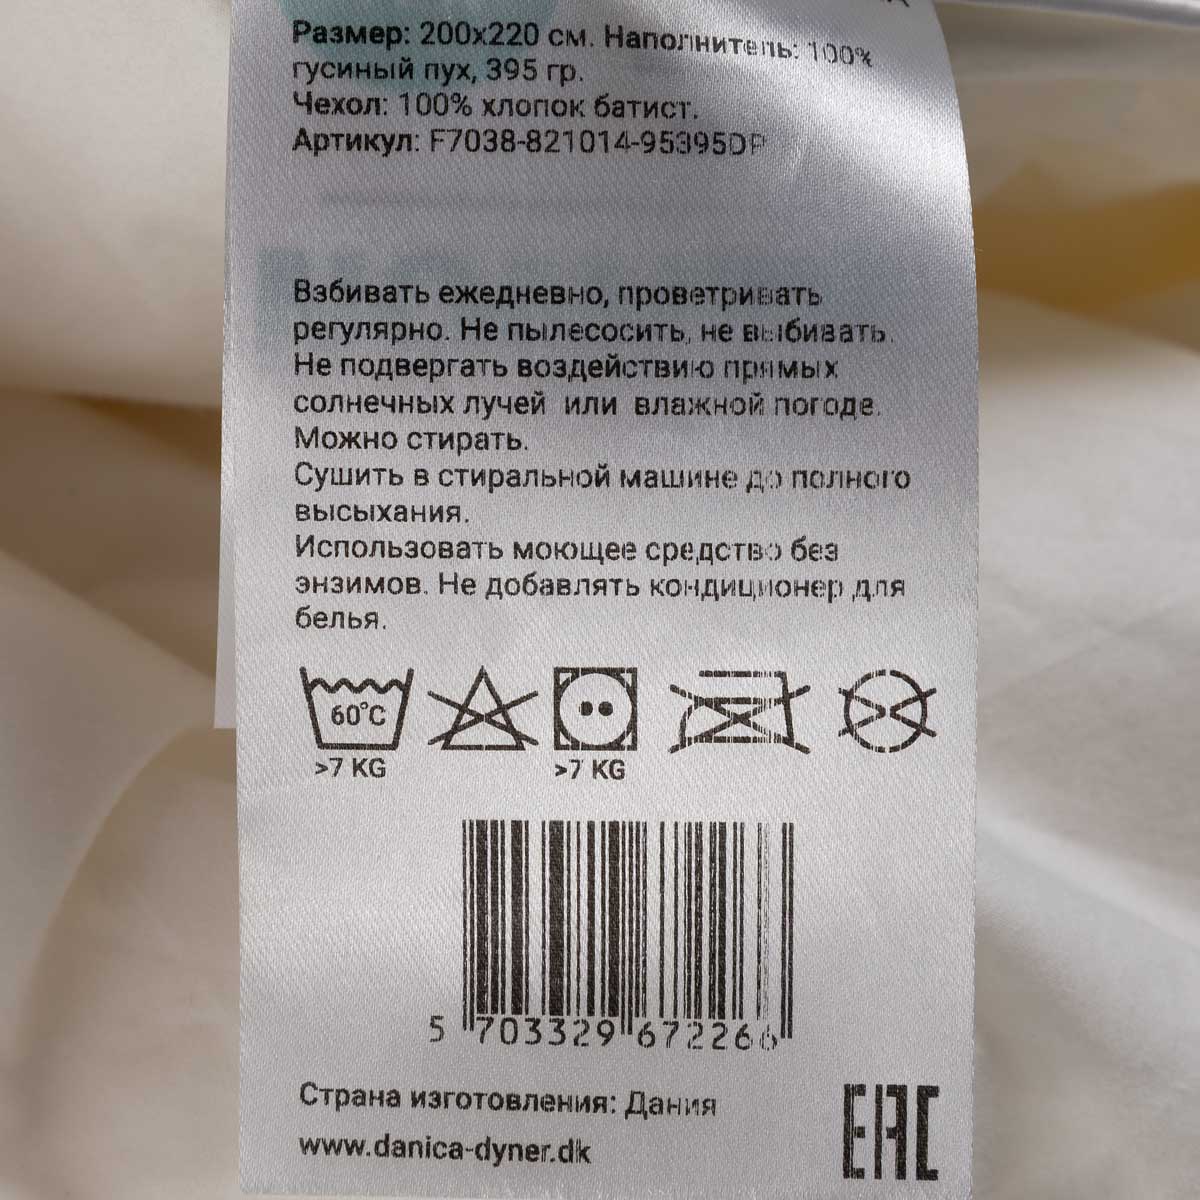 Размер: 200x220 см. Наполнитель: 100%
гусиный пух, 395 гр.
Чехол: 100% хлопок батист.
Артикул: F7038-821014-95395DP
Взбивать ежедневно, проветривать
регулярно. Не пылесосить, не выбивать.
Не подвергать воздействию прямых
солнечных лучей или влажной погоде.
Можно стирать.
Сушить в стиральной машине до полного
высыхания.
Использовать моющее средство без
энзимов. Не добавлять кондиционер для
белья.
60°C
>7 KG >7 KG
5 703329 672266
Страна изготовления: Дания
www.danica-dyner.dk
EAC